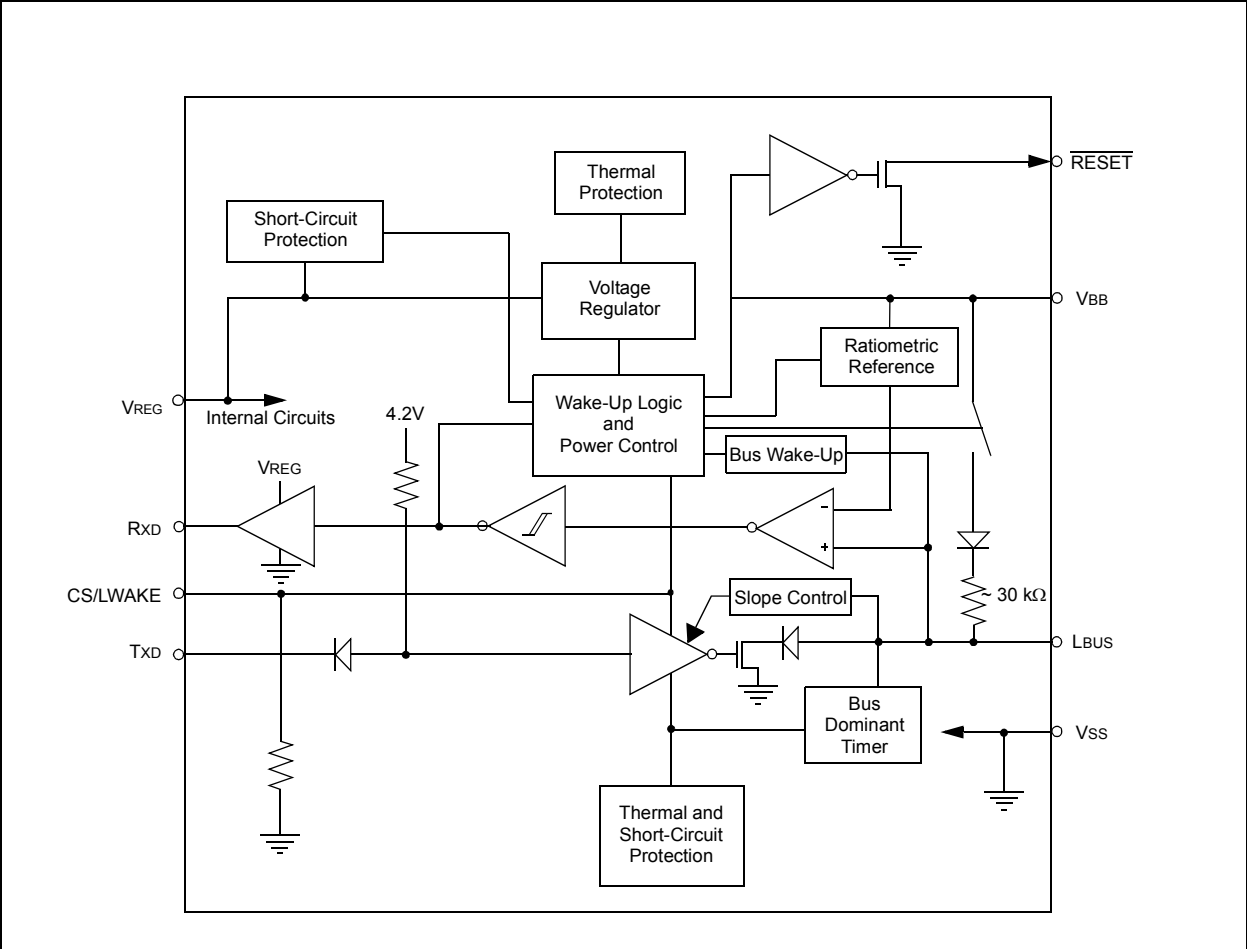 RESET
Thermal
Protection
Short-Circuit
Protection
Voltage
Regulator
VBB
Ratiometric
Reference
VREG
Internal Circuits
4.2V
Wake-Up Logic
and
Power Control
Bus Wake-Up
VREG
RXD
-
+
CS/LWAKE
Slope Control
~ 30 kΩ
TXD
LBUS
Bus
Dominant
Timer
VSS
Thermal and
Short-Circuit
Protection